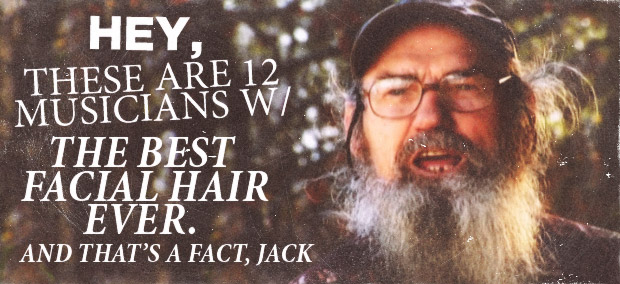 HEY,
THESE ARE 12
MUSICIANS W/
THE BEST
FACIAL HAIR
EVER.
AND THAT'S A FACT, JACK